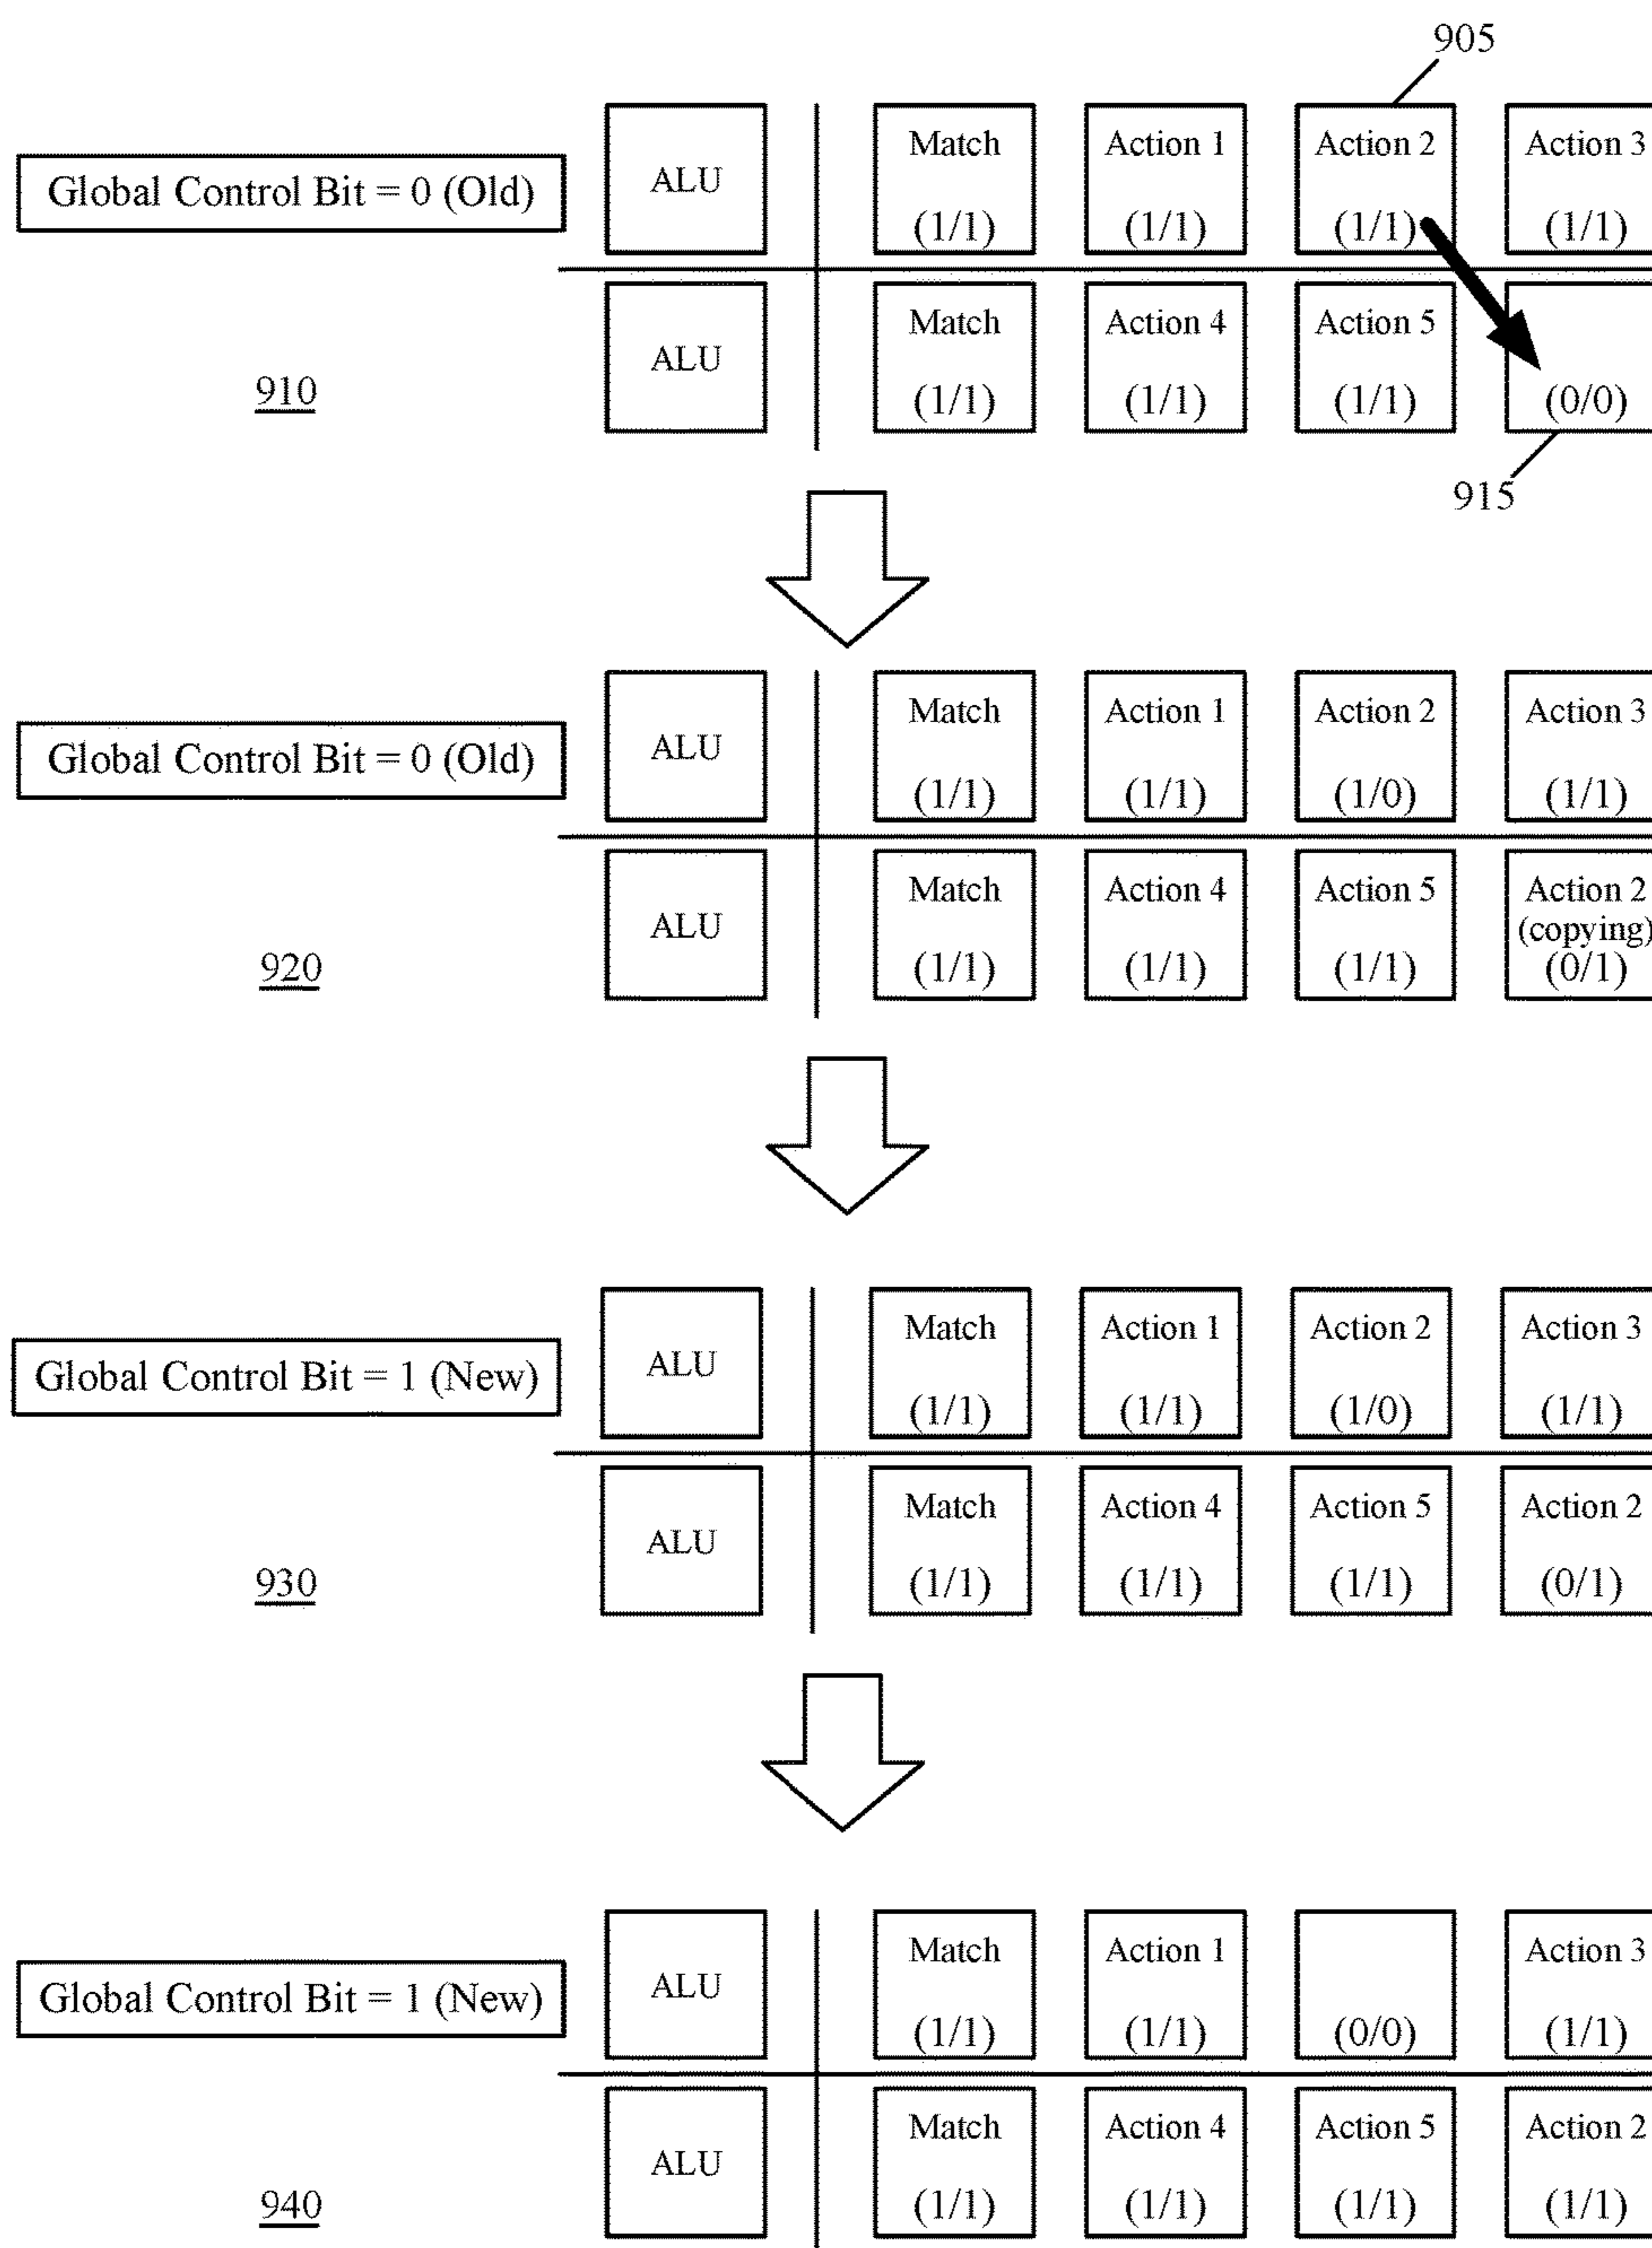 905
Global Control Bit = 0 (Old)
ALU
Match
(1/1)
Action 1
(1/1)
Action 2
(1/1)
Action 3
(1/1)
ALU
Match
(1/1)
Action 4
(1/1)
Action 5
(1/1)
(0/0)
910
915
Global Control Bit = 0 (Old)
ALU
Match
(1/1)
Action 1
(1/1)
Action 2
(1/0)
Action 3
(1/1)
ALU
Match
(1/1)
Action 4
(1/1)
Action 5
(1/1)
Action 2
(copying)
(0/1)
920
Global Control Bit = 1 (New)
ALU
Match
(1/1)
Action 1
(1/1)
Action 2
(1/0)
Action 3
(1/1)
ALU
Match
(1/1)
Action 4
(1/1)
Action 5
(1/1)
Action 2
(0/1)
930
Global Control Bit = 1 (New)
ALU
Match
(1/1)
Action 1
(1/1)
(0/0)
Action 3
(1/1)
ALU
Match
(1/1)
Action 4
(1/1)
Action 5
(1/1)
Action 2
(1/1)
940